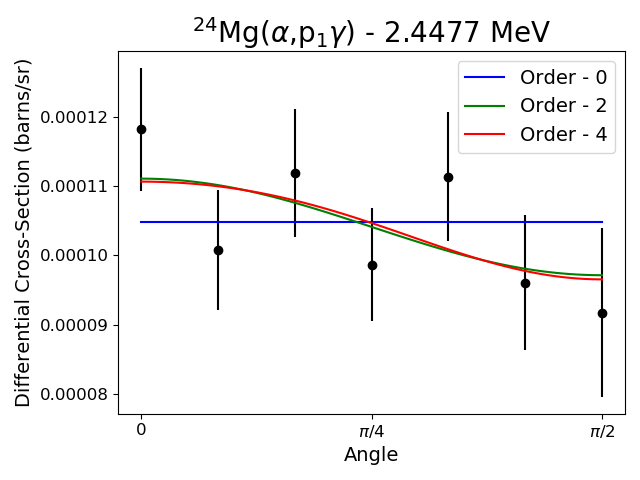 ²⁴Mg(α,p₁γ) - 2.4477 MeV
Differential Cross-Section (barns/sr)
0.00012
0.00011
0.00010
0.00009
0.00008
Order - 0
Order - 2
Order - 4
0
π/4
π/2
Angle